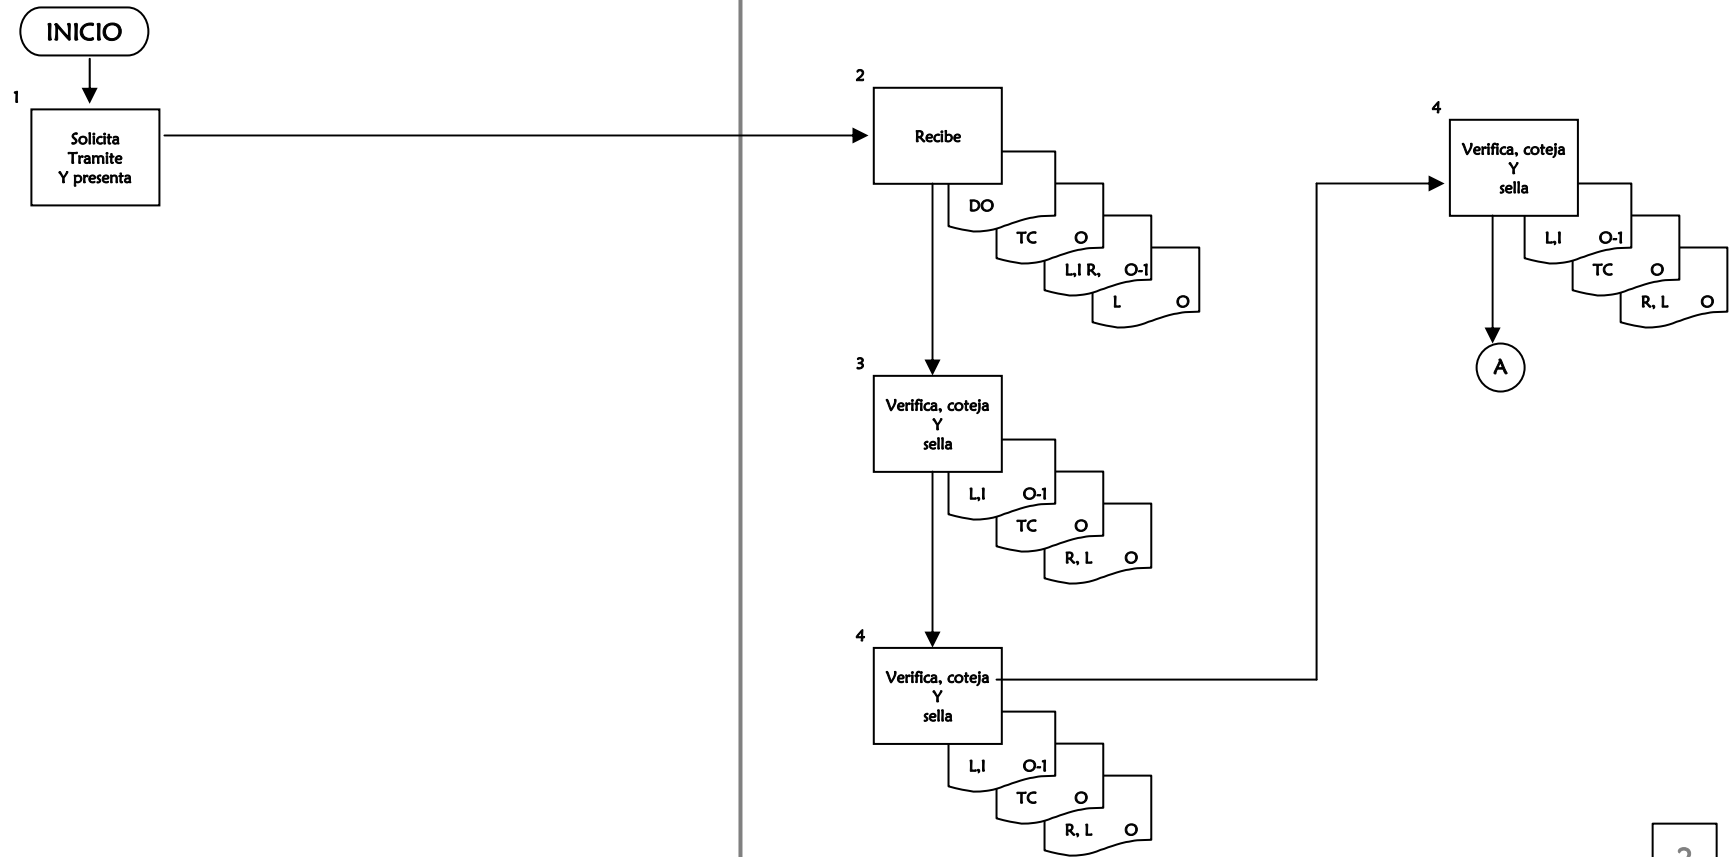 INICIO
1
Solicita
Tramite
Y presenta
2
Recibe
DO
TC O
L,I R, O-1
L O
3
Verifica, coteja
Y
sella
L,I O-1
TC O
R, L O
4
Verifica, coteja
Y
sella
L,I O-1
TC O
R, L O
4
Verifica, coteja
Y
sella
L,I O-1
TC O
R, L O
A